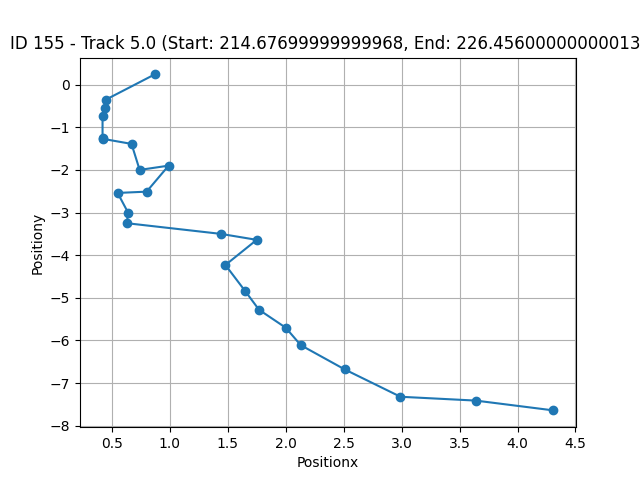 ID 155 - Track 5.0 (Start: 214.67699999999968, End: 226.45600000000013
0
−1
−2
−3
−4
−5
−6
−7
−8
Positiony
0.5 1.0 1.5 2.0 2.5 3.0 3.5 4.0 4.5
Positionx